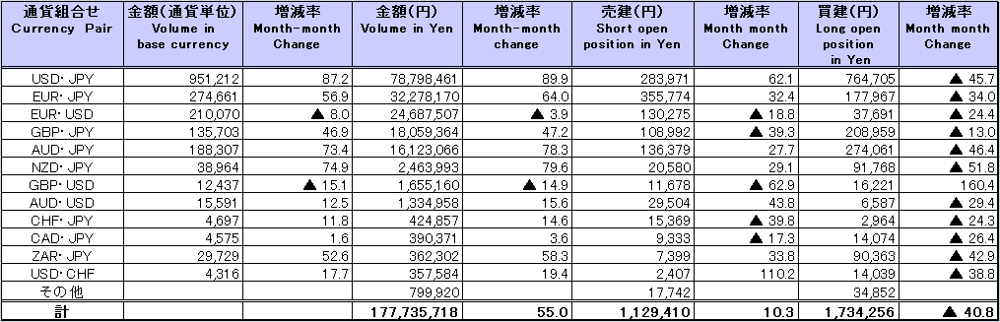 通貨組合せ 金額(通貨単位) 増減率 金額(円) 増減率 売建(円) 増減率 買建(円) 増減率
Currency Pair Volume in base currency Month-month Change Volume in Yen Month-month change Short open position in Yen Month month Change Long open position in Yen Month month Change
USD・JPY 951,212 87.2 78,798,461 89.9 283,971 62.1 764,705 ▲ 45.7
EUR・JPY 274,661 56.9 32,278,170 64.0 355,774 32.4 177,967 ▲ 34.0
EUR・USD 210,070 ▲ 8.0 24,687,507 ▲ 3.9 130,275 ▲ 18.8 37,691 ▲ 24.4
GBP・JPY 135,703 46.9 18,059,364 47.2 108,992 ▲ 39.3 208,959 ▲ 13.0
AUD・JPY 188,307 73.4 16,123,066 78.3 136,379 27.7 274,061 ▲ 46.4
NZD・JPY 38,964 74.9 2,463,993 79.6 20,580 29.1 91,768 ▲ 51.8
GBP・USD 12,437 ▲ 15.1 1,655,160 ▲ 14.9 11,678 ▲ 62.9 16,221 160.4
AUD・USD 15,591 12.5 1,334,958 15.6 29,504 43.8 6,587 ▲ 29.4
CHF・JPY 4,697 11.8 424,857 14.6 15,369 ▲ 39.8 2,964 ▲ 24.3
CAD・JPY 4,575 1.6 390,371 3.6 9,333 ▲ 17.3 14,074 ▲ 26.4
ZAR・JPY 29,729 52.6 362,302 58.3 7,399 33.8 90,363 ▲ 42.9
USD・CHF 4,316 17.7 357,584 19.4 2,407 110.2 14,039 ▲ 38.8
その他 799,920 17,742 34,852
計 177,735,718 55.0 1,129,410 10.3 1,734,256 ▲ 40.8